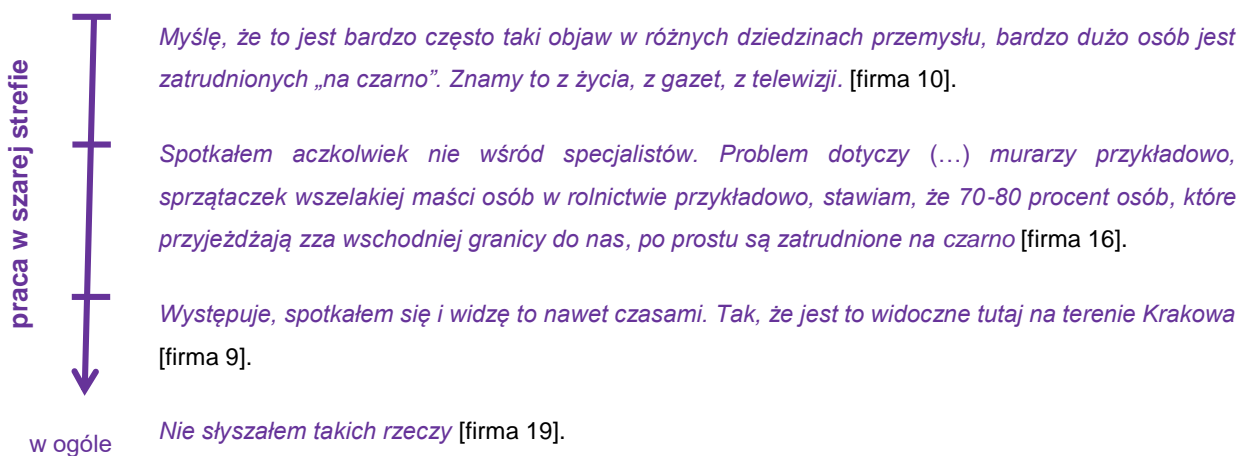 praca w szarej strefie
Myślę, że to jest bardzo często taki objaw w różnych dziedzinach przemysłu, bardzo dużo osób jest
zatrudnionych „na czarno”. Znamy to z życia, z gazet, z telewizji. [firma 10].
Spotkałem aczkolwiek nie wśród specjalistów. Problem dotyczy (…) murarzy przykładowo,
sprzątaczek wszelakiej maści osób w rolnictwie przykładowo, stawiam, że 70-80 procent osób, które
przyjeżdżają zza wschodniej granicy do nas, po prostu są zatrudnione na czarno [firma 16].
Występuje, spotkałem się i widzę to nawet czasami. Tak, że jest to widoczne tutaj na terenie Krakowa
[firma 9].
w ogóle
Nie słyszałem takich rzeczy [firma 19].